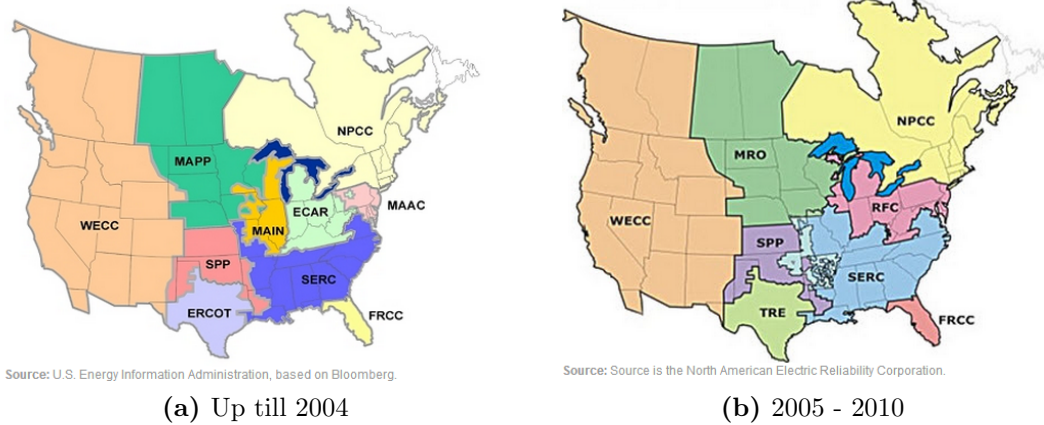 NPCC
MAPP
MAAC
ECAR
WECC
MAIN
SPP
SERC
ERCOT
FRCC
Source: U.S. Energy Information Administration, based on Bloomberg.
(a) Up till 2004
NPCC
MRO
RFC
WECC
SPP
SERC
TRE
FRCC
Source: Source is the North American Electric Reliability Corporation.
(b) 2005 - 2010